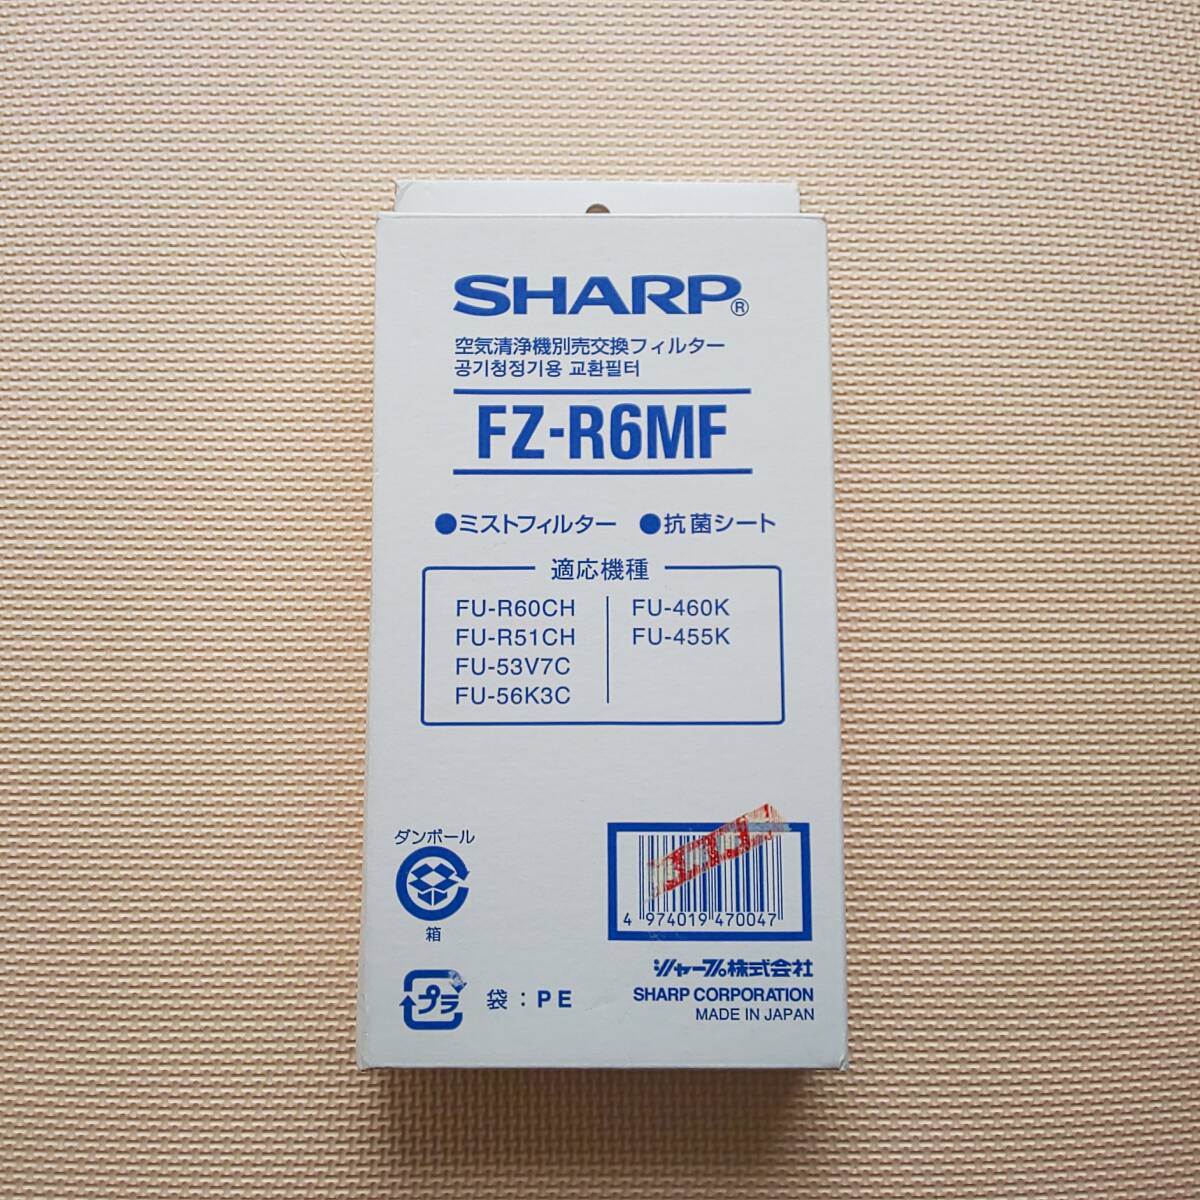 SHARP®
空気清浄機別売交換フィルター
공기청정기용 교환필터
FZ-R6MF
●ミストフィルター ●抗菌シート
適応機種
FU-R60CH
FU-R51CH
FU-53V7C
FU-56K3C
FU-460K
FU-455K
ダンボール
箱
プラ
袋：PE
4 974019 470047
シャープ株式会社
SHARP CORPORATION
MADE IN JAPAN